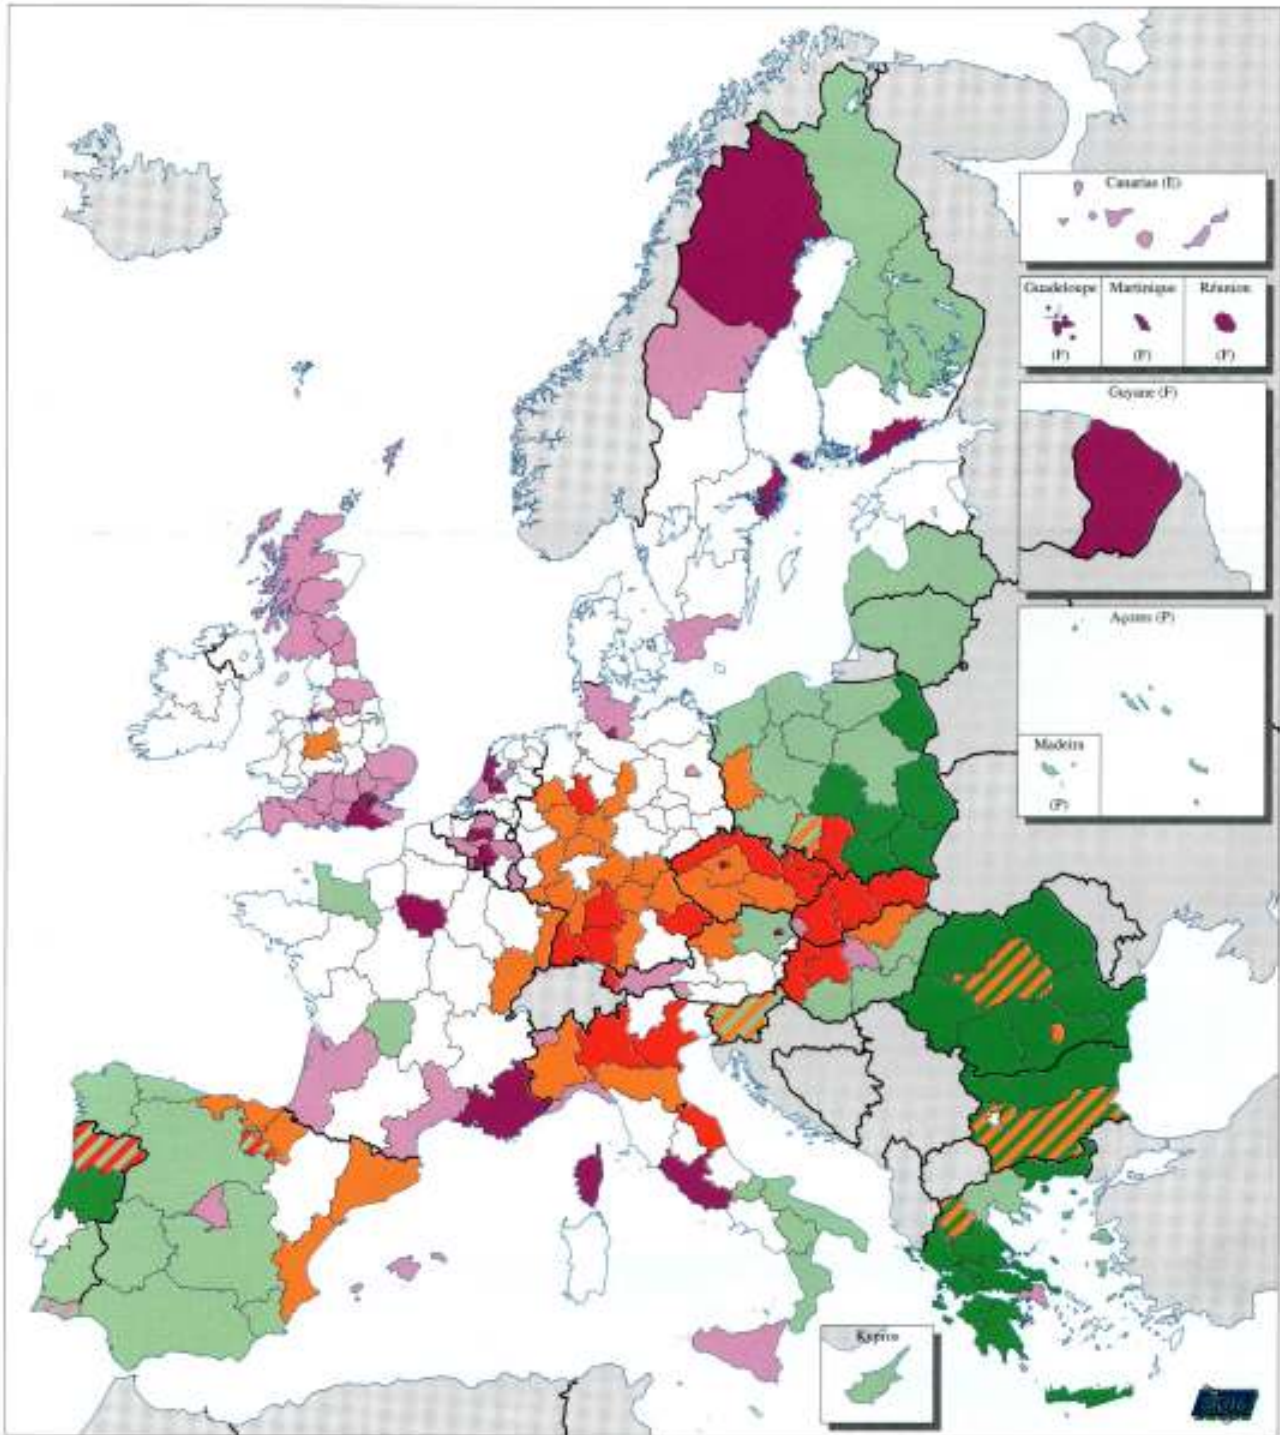 Canarias (E)
Guadeloupe
Martinique
Réunion
(F)
(F)
(F)
Guyane (F)
Açores (P)
Madeira
(P)
Kypros